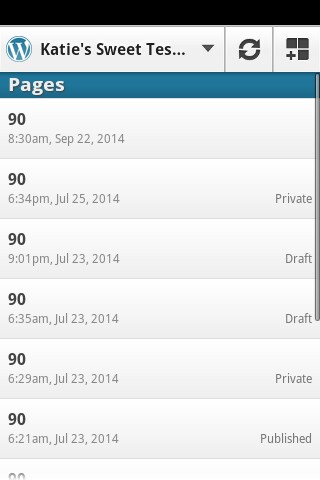 Katie's Sweet Tes...
Pages
90
8:30am, Sep 22, 2014
90
6:34pm, Jul 25, 2014 Private
90
9:01pm, Jul 23, 2014 Draft
90
6:35am, Jul 23, 2014 Draft
90
6:29am, Jul 23, 2014 Private
90
6:21am, Jul 23, 2014 Published
90